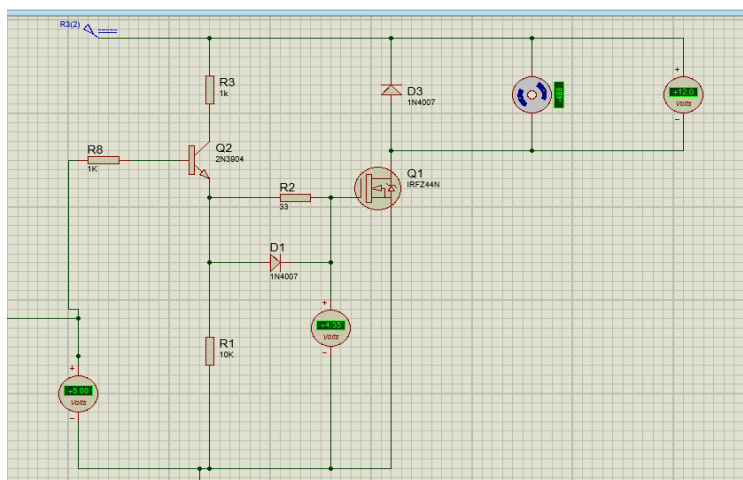 R3(2)
R3
1k
D3
1N4007
+12.0
Volts
R8
1K
Q2
2N3904
Q1
IRFZ44N
R2
33
D1
1N4007
+4.35
Volts
R1
10K
+5.00
Volts